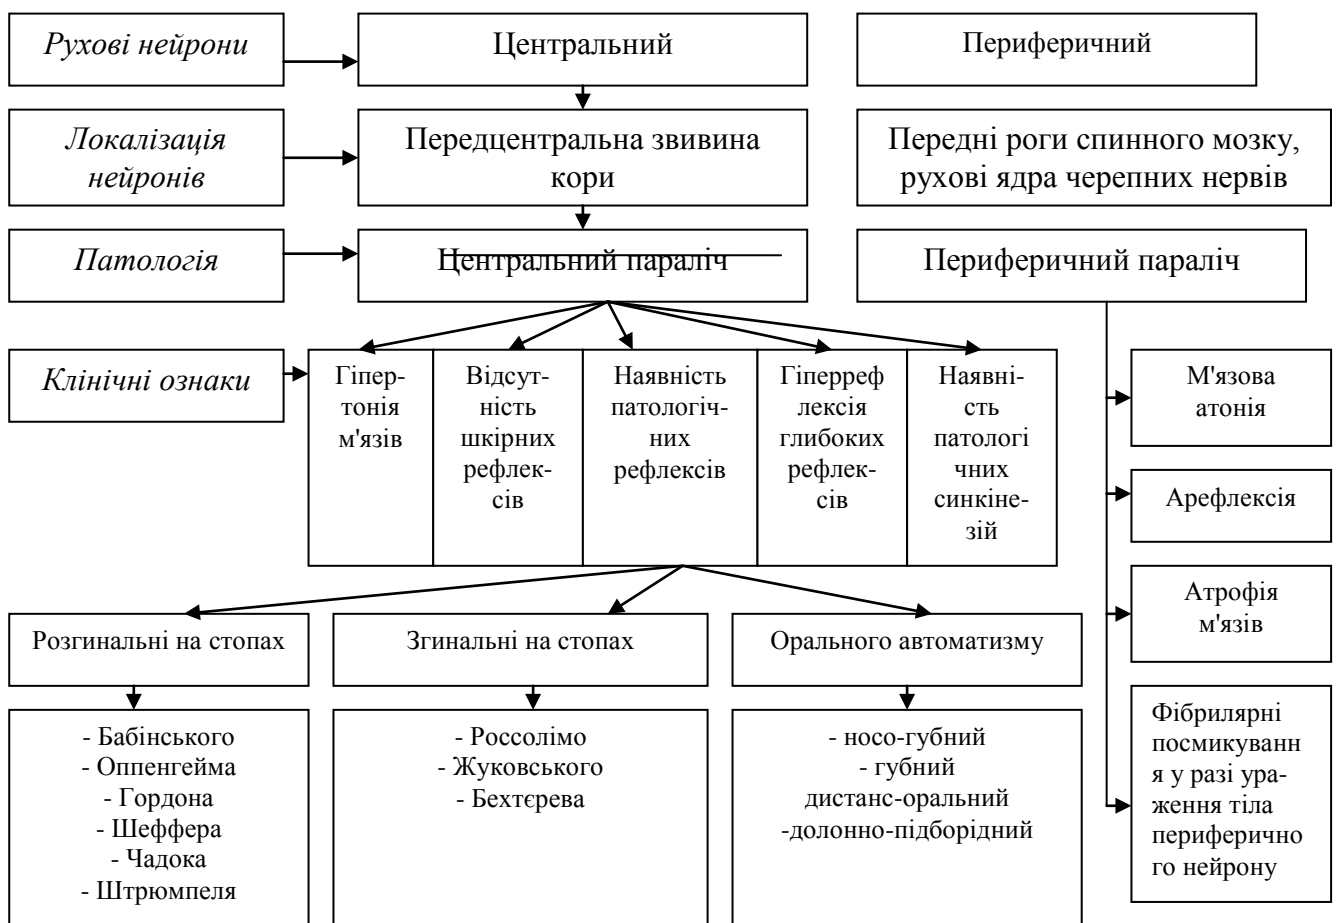 Рухові нейрони
Центральний
Периферичний
Локалізація
нейронів
Передцентральна звивина
кори
Передні роги спинного мозку,
рухові ядра черепних нервів
Патологія
Центральний параліч
Периферичний параліч
Клінічні ознаки
Гіпер-
тонія
м'язів
Відсут-
ність
шкірних
рефлек-
сів
Наявність
патологіч-
них
рефлексів
Гіперреф
лексія
глибоких
рефлек-
сів
Наявні-
сть
патологі
чних
синкіне-
зій
М'язова
атонія
Арефлексія
Атрофія
м'язів
Фібрилярні
посмикуванн
я у разі ура-
ження тіла
периферично
го нейрону
Розгинальні на стопах
Згинальні на стопах
Орального автоматизму
- Бабінського
- Оппенгейма
- Гордона
- Шеффера
- Чадока
- Штрюмпеля
- Россолімо
- Жуковського
- Бехтєрева
- носо-губний
- губний
дистанс-оральний
-долонно-підборідний